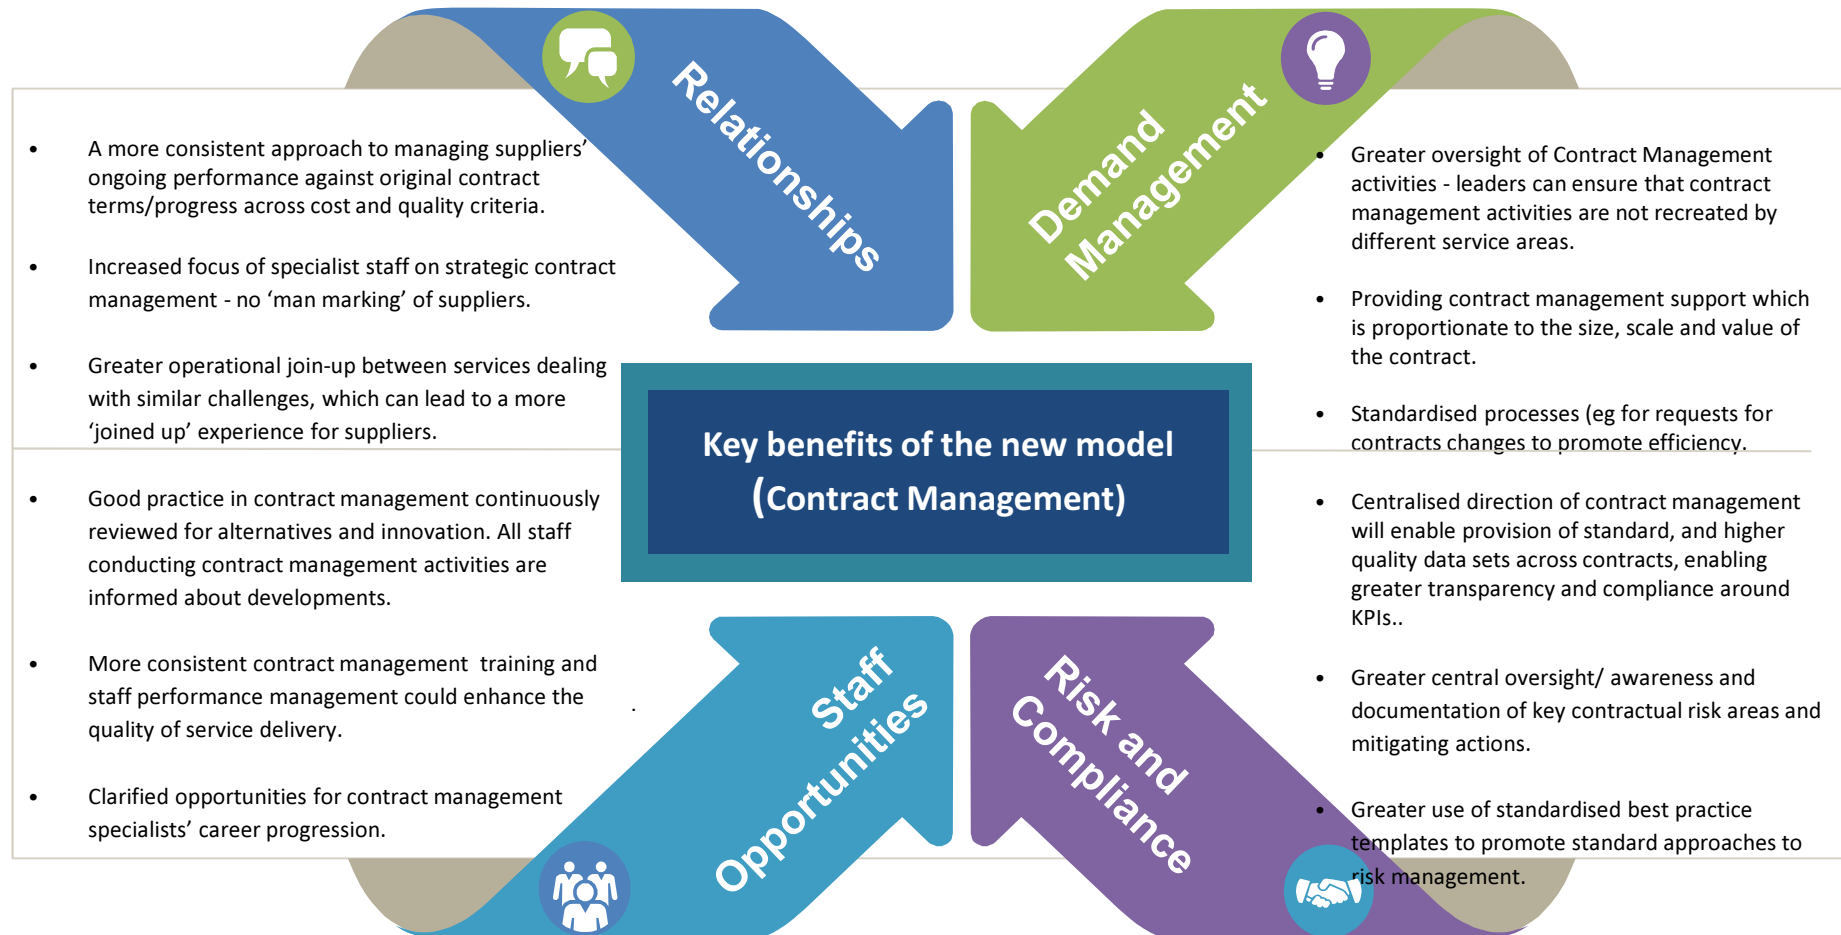 Relationships
Demand
Management
• A more consistent approach to managing suppliers’
ongoing performance against original contract
terms/progress across cost and quality criteria.
• Increased focus of specialist staff on strategic contract
management - no ‘man marking’ of suppliers.
• Greater operational join-up between services dealing
with similar challenges, which can lead to a more
‘joined up’ experience for suppliers.
• Greater oversight of Contract Management
activities - leaders can ensure that contract
management activities are not recreated by
different service areas.
• Providing contract management support which
is proportionate to the size, scale and value of
the contract.
• Standardised processes (eg for requests for
contracts changes to promote efficiency.
Key benefits of the new model
(Contract Management)
• Good practice in contract management continuously
reviewed for alternatives and innovation. All staff
conducting contract management activities are
informed about developments.
• More consistent contract management  training and
staff performance management could enhance the
quality of service delivery.
.
• Clarified opportunities for contract management
specialists’ career progression.
Staff
Opportunities
Risk and
Compliance
• Centralised direction of contract management
will enable provision of standard, and higher
quality data sets across contracts, enabling
greater transparency and compliance around
KPIs..
• Greater central oversight/ awareness and
documentation of key contractual risk areas and
mitigating actions.
• Greater use of standardised best practice
templates to promote standard approaches to
risk management.